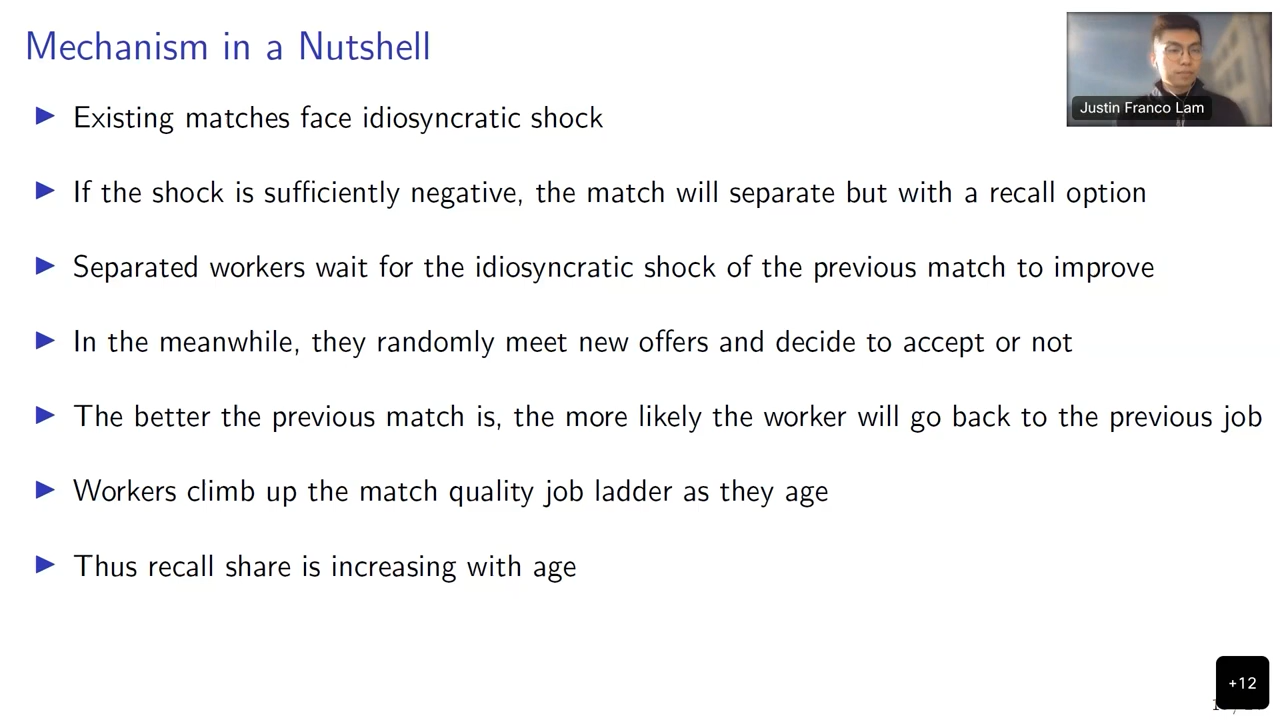 Mechanism in a Nutshell
Justin Franco Lam
Existing matches face idiosyncratic shock
If the shock is sufficiently negative, the match will separate but with a recall option
Separated workers wait for the idiosyncratic shock of the previous match to improve
In the meanwhile, they randomly meet new offers and decide to accept or not
The better the previous match is, the more likely the worker will go back to the previous job
Workers climb up the match quality job ladder as they age
Thus recall share is increasing with age
+12